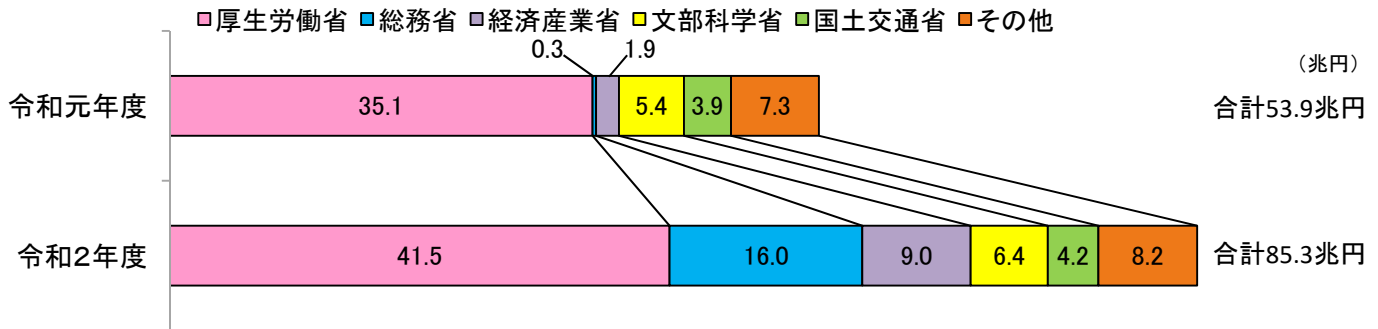 厚生労働省 総務省 経済産業省 文部科学省 国土交通省 その他
0.3 1.9
(兆円)
令和元年度 35.1 5.4 3.9 7.3 合計53.9兆円
令和2年度 41.5 16.0 9.0 6.4 4.2 8.2 合計85.3兆円